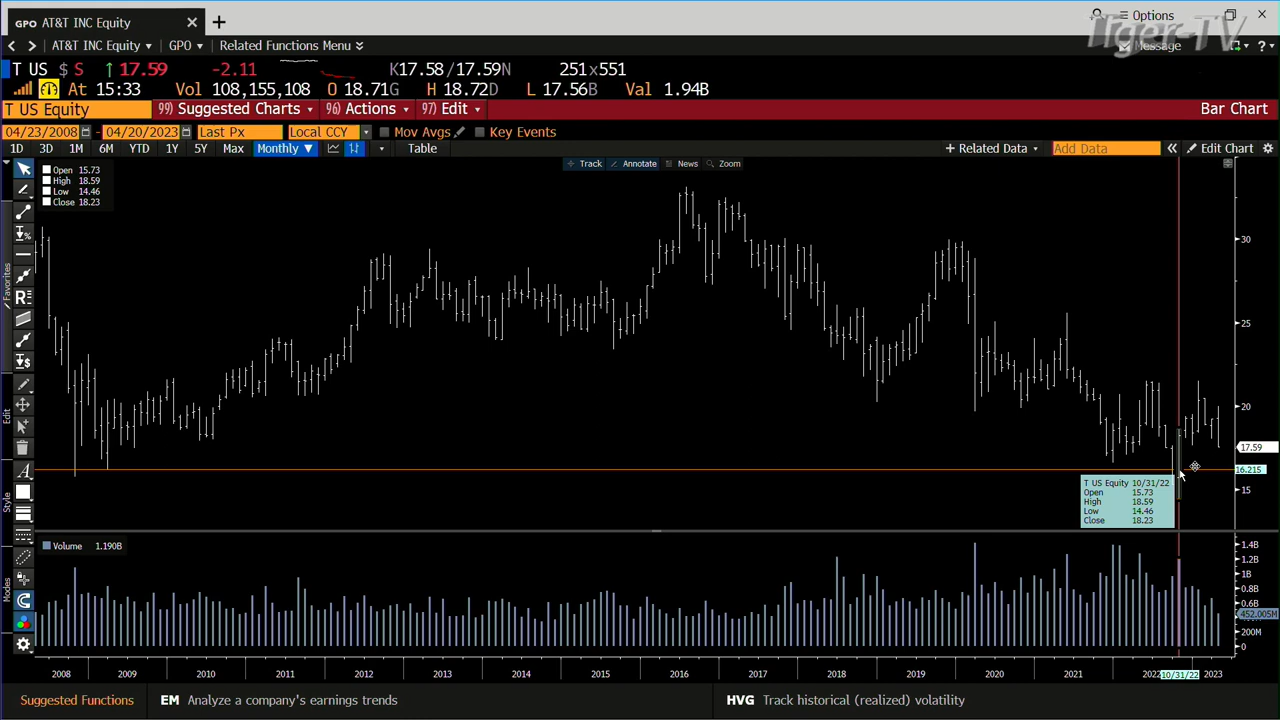 GPO AT&T INC Equity
Options
Tiger-TV
AT&T INC Equity GPO Related Functions Menu
Message
T US $ S 17.59 -2.11 K17.58/17.59N 251x551
At 15:33 Vol 108,155,108 O 18.71G H 18.72D L 17.56B Val 1.94B
T US Equity 99) Suggested Charts 96) Actions 97) Edit Bar Chart
04/23/2008 - 04/20/2023 Last Px Local CCY Mov Avgs Key Events
1D 3D 1M 6M YTD 1Y 5Y Max Monthly Table + Related Data Add Data Edit Chart
Track Annotate News Zoom
Open 15.73
High 18.59
Low 14.46
Close 18.23
Favorites
Edit
Style
Modes
30
25
20
17.59
16.215
15
T US Equity 10/31/22
Open 15.73
High 18.59
Low 14.46
Close 18.23
Volume 1.190B
1.4B
1.2B
1B
0.8B
0.6B
452.005M
200M
0
2008 2009 2010 2011 2012 2013 2014 2015 2016 2017 2018 2019 2020 2021 2022 10/31/22 2023
Suggested Functions EM Analyze a company's earnings trends HVG Track historical (realized) volatility